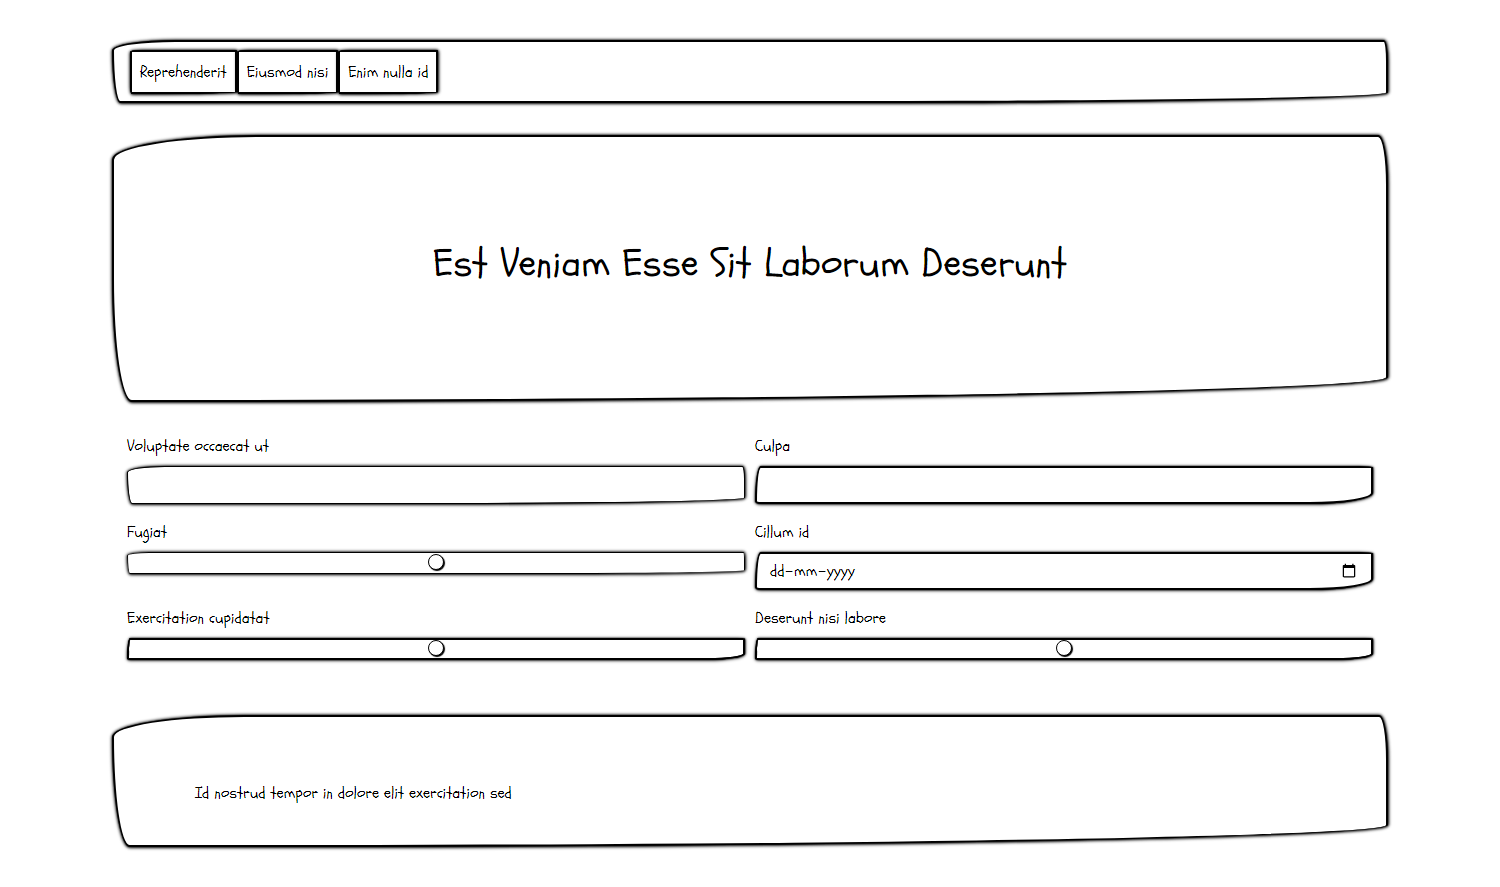 Reprehenderit Eiusmod nisi Enim nulla id
Est Veniam Esse Sit Laborum Deserunt
Voluptate occaecat ut
Culpa
Fugiat
Cillum id
dd-mm-yyyy
Exercitation cupidatat
Deserunt nisi labore
Id nostrud tempor in dolore elit exercitation sed